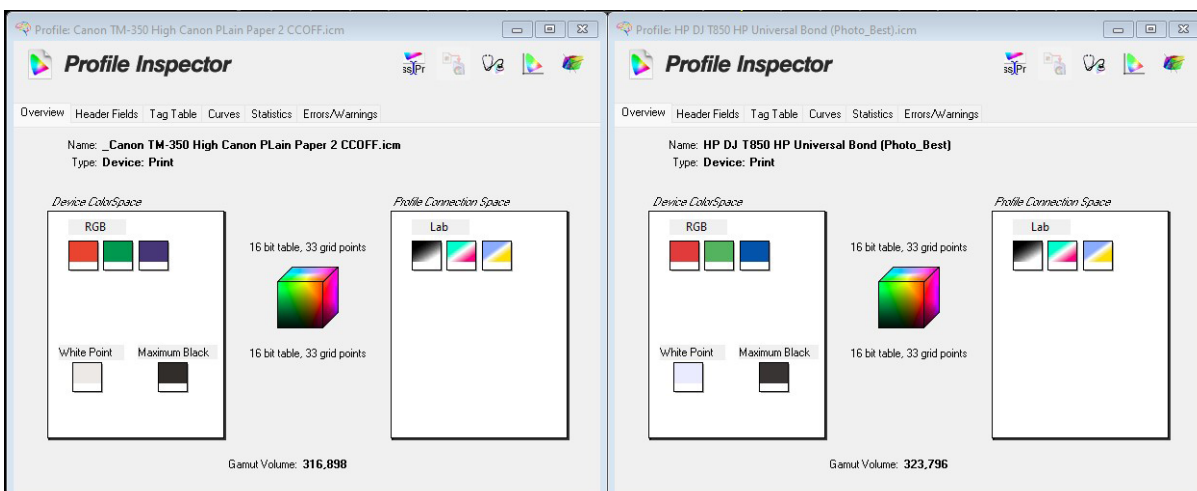 Profile: Canon TM-350 High Canon PLain Paper 2 CCOFF.icm
Profile Inspector
ss Pr
Overview Header Fields Tag Table Curves Statistics Errors/Warnings
Name: _Canon TM-350 High Canon PLain Paper 2 CCOFF.icm
Type: Device: Print
Device ColorSpace
Profile Connection Space
RGB
Lab
16 bit table, 33 grid points
White Point
Maximum Black
16 bit table, 33 grid points
Gamut Volume: 316,898
Profile: HP DJ T850 HP Universal Bond (Photo_Best).icm
Profile Inspector
ss Pr
Overview Header Fields Tag Table Curves Statistics Errors/Warnings
Name: HP DJ T850 HP Universal Bond (Photo_Best)
Type: Device: Print
Device ColorSpace
Profile Connection Space
RGB
Lab
16 bit table, 33 grid points
White Point
Maximum Black
16 bit table, 33 grid points
Gamut Volume: 323,796